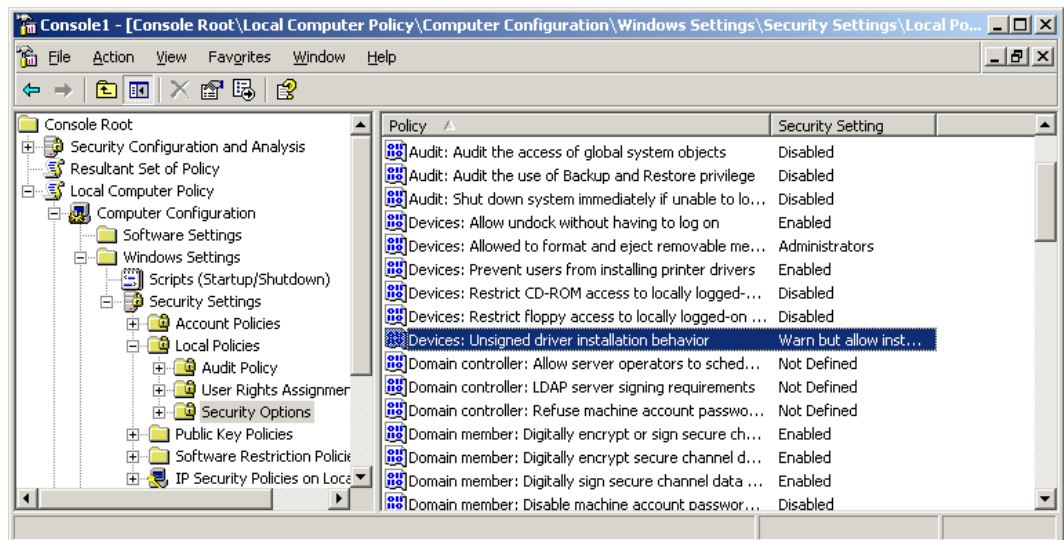 Console1 - [Console Root\Local Computer Policy\Computer Configuration\Windows Settings\Security Settings\Local Po...
File Action View Favorites Window Help
Console Root
Security Configuration and Analysis
Resultant Set of Policy
Local Computer Policy
Computer Configuration
Software Settings
Windows Settings
Scripts (Startup/Shutdown)
Security Settings
Account Policies
Local Policies
Audit Policy
User Rights Assignmen
Security Options
Public Key Policies
Software Restriction Policie
IP Security Policies on Loca
Policy Security Setting
Audit: Audit the access of global system objects Disabled
Audit: Audit the use of Backup and Restore privilege Disabled
Audit: Shut down system immediately if unable to lo... Disabled
Devices: Allow undock without having to log on Enabled
Devices: Allowed to format and eject removable me... Administrators
Devices: Prevent users from installing printer drivers Enabled
Devices: Restrict CD-ROM access to locally logged-... Disabled
Devices: Restrict floppy access to locally logged-on ... Disabled
Devices: Unsigned driver installation behavior Warn but allow inst...
Domain controller: Allow server operators to sched... Not Defined
Domain controller: LDAP server signing requirements Not Defined
Domain controller: Refuse machine account passwo... Not Defined
Domain member: Digitally encrypt or sign secure ch... Enabled
Domain member: Digitally encrypt secure channel d... Enabled
Domain member: Digitally sign secure channel data ... Enabled
Domain member: Disable machine account passwor... Disabled